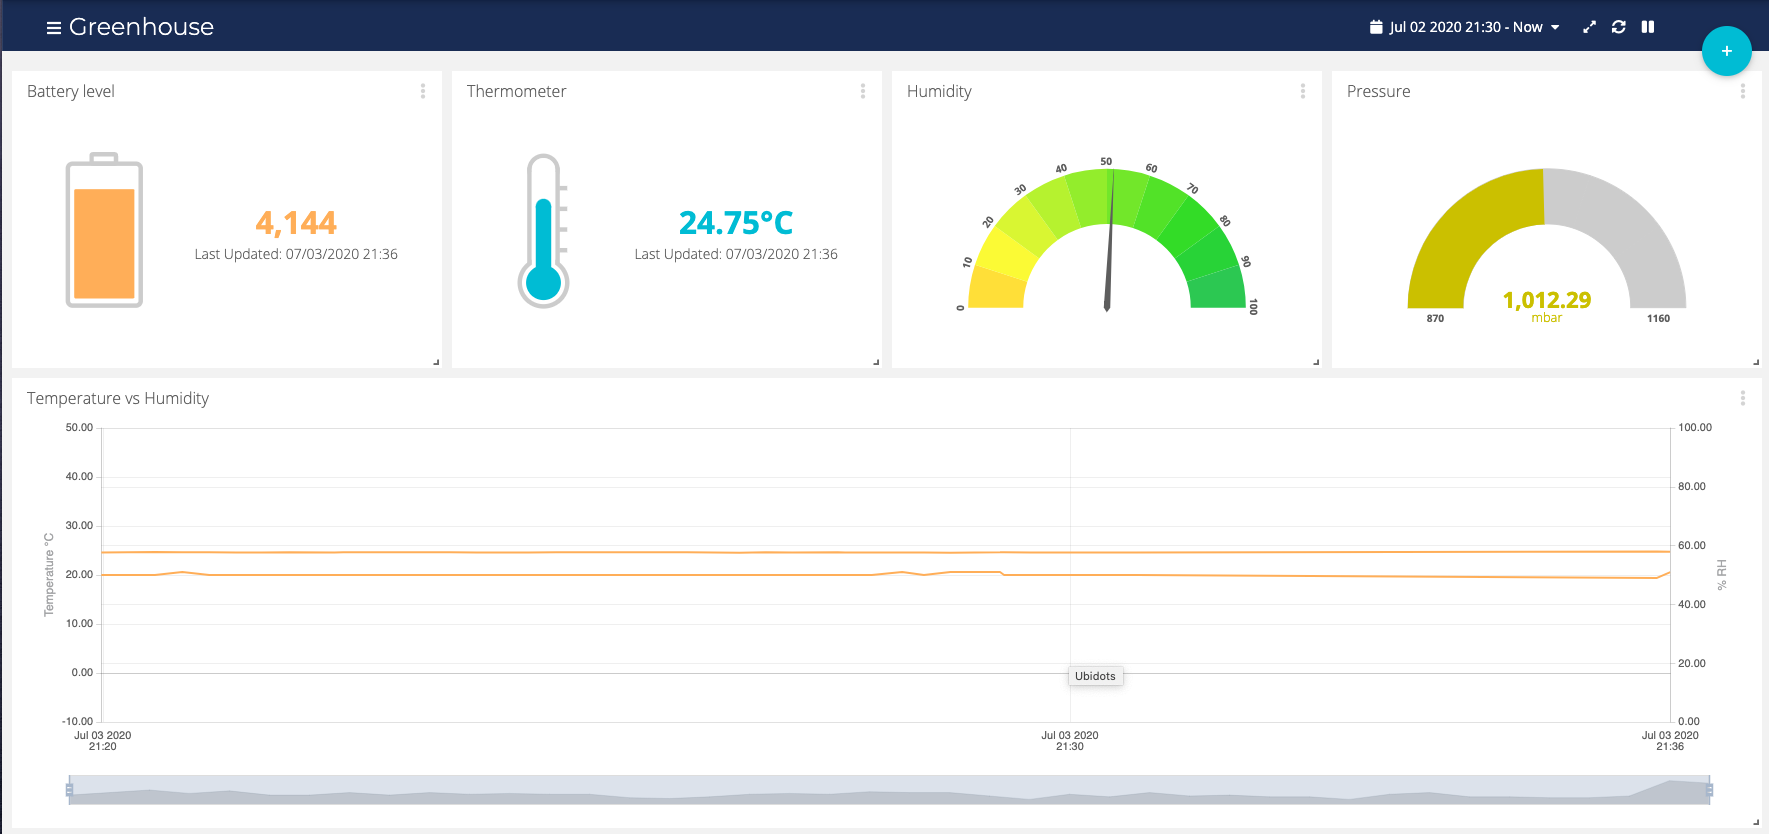 Greenhouse
Jul 02 2020 21:30 - Now
Battery level
4,144
Last Updated: 07/03/2020 21:36
Thermometer
24.75°C
Last Updated: 07/03/2020 21:36
Humidity
0 10 20 30 40 50 60 70 80 90 100
Pressure
1,012.29
mbar
870
1160
Temperature vs Humidity
50.00
40.00
30.00
20.00
10.00
0.00
-10.00
Temperature °C
100.00
80.00
60.00
40.00
20.00
0.00
% RH
Ubidots
Jul 03 2020
21:20
Jul 03 2020
21:30
Jul 03 2020
21:36